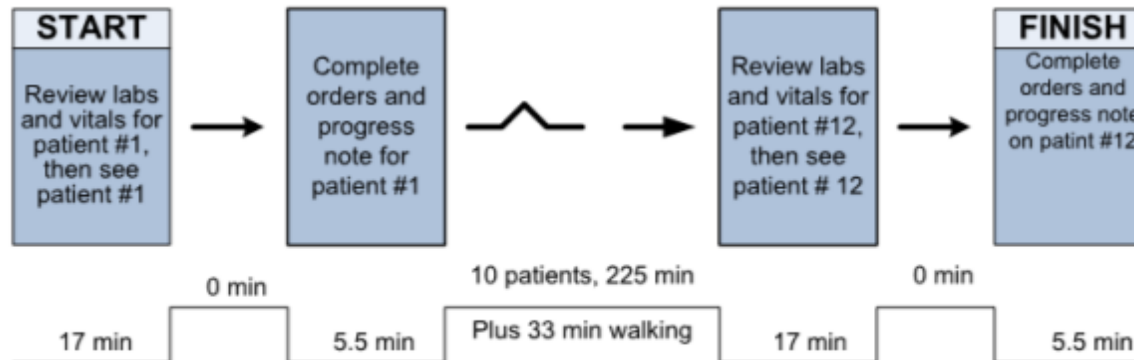 START
Review labs
and vitals for
patient #1,
then see
patient #1
Complete
orders and
progress
note for
patient #1
Review labs
and vitals for
patient #12,
then see
patient # 12
FINISH
Complete
orders and
progress note
on patint #12
0 min
10 patients, 225 min
0 min
17 min
5.5 min
Plus 33 min walking
17 min
5.5 min